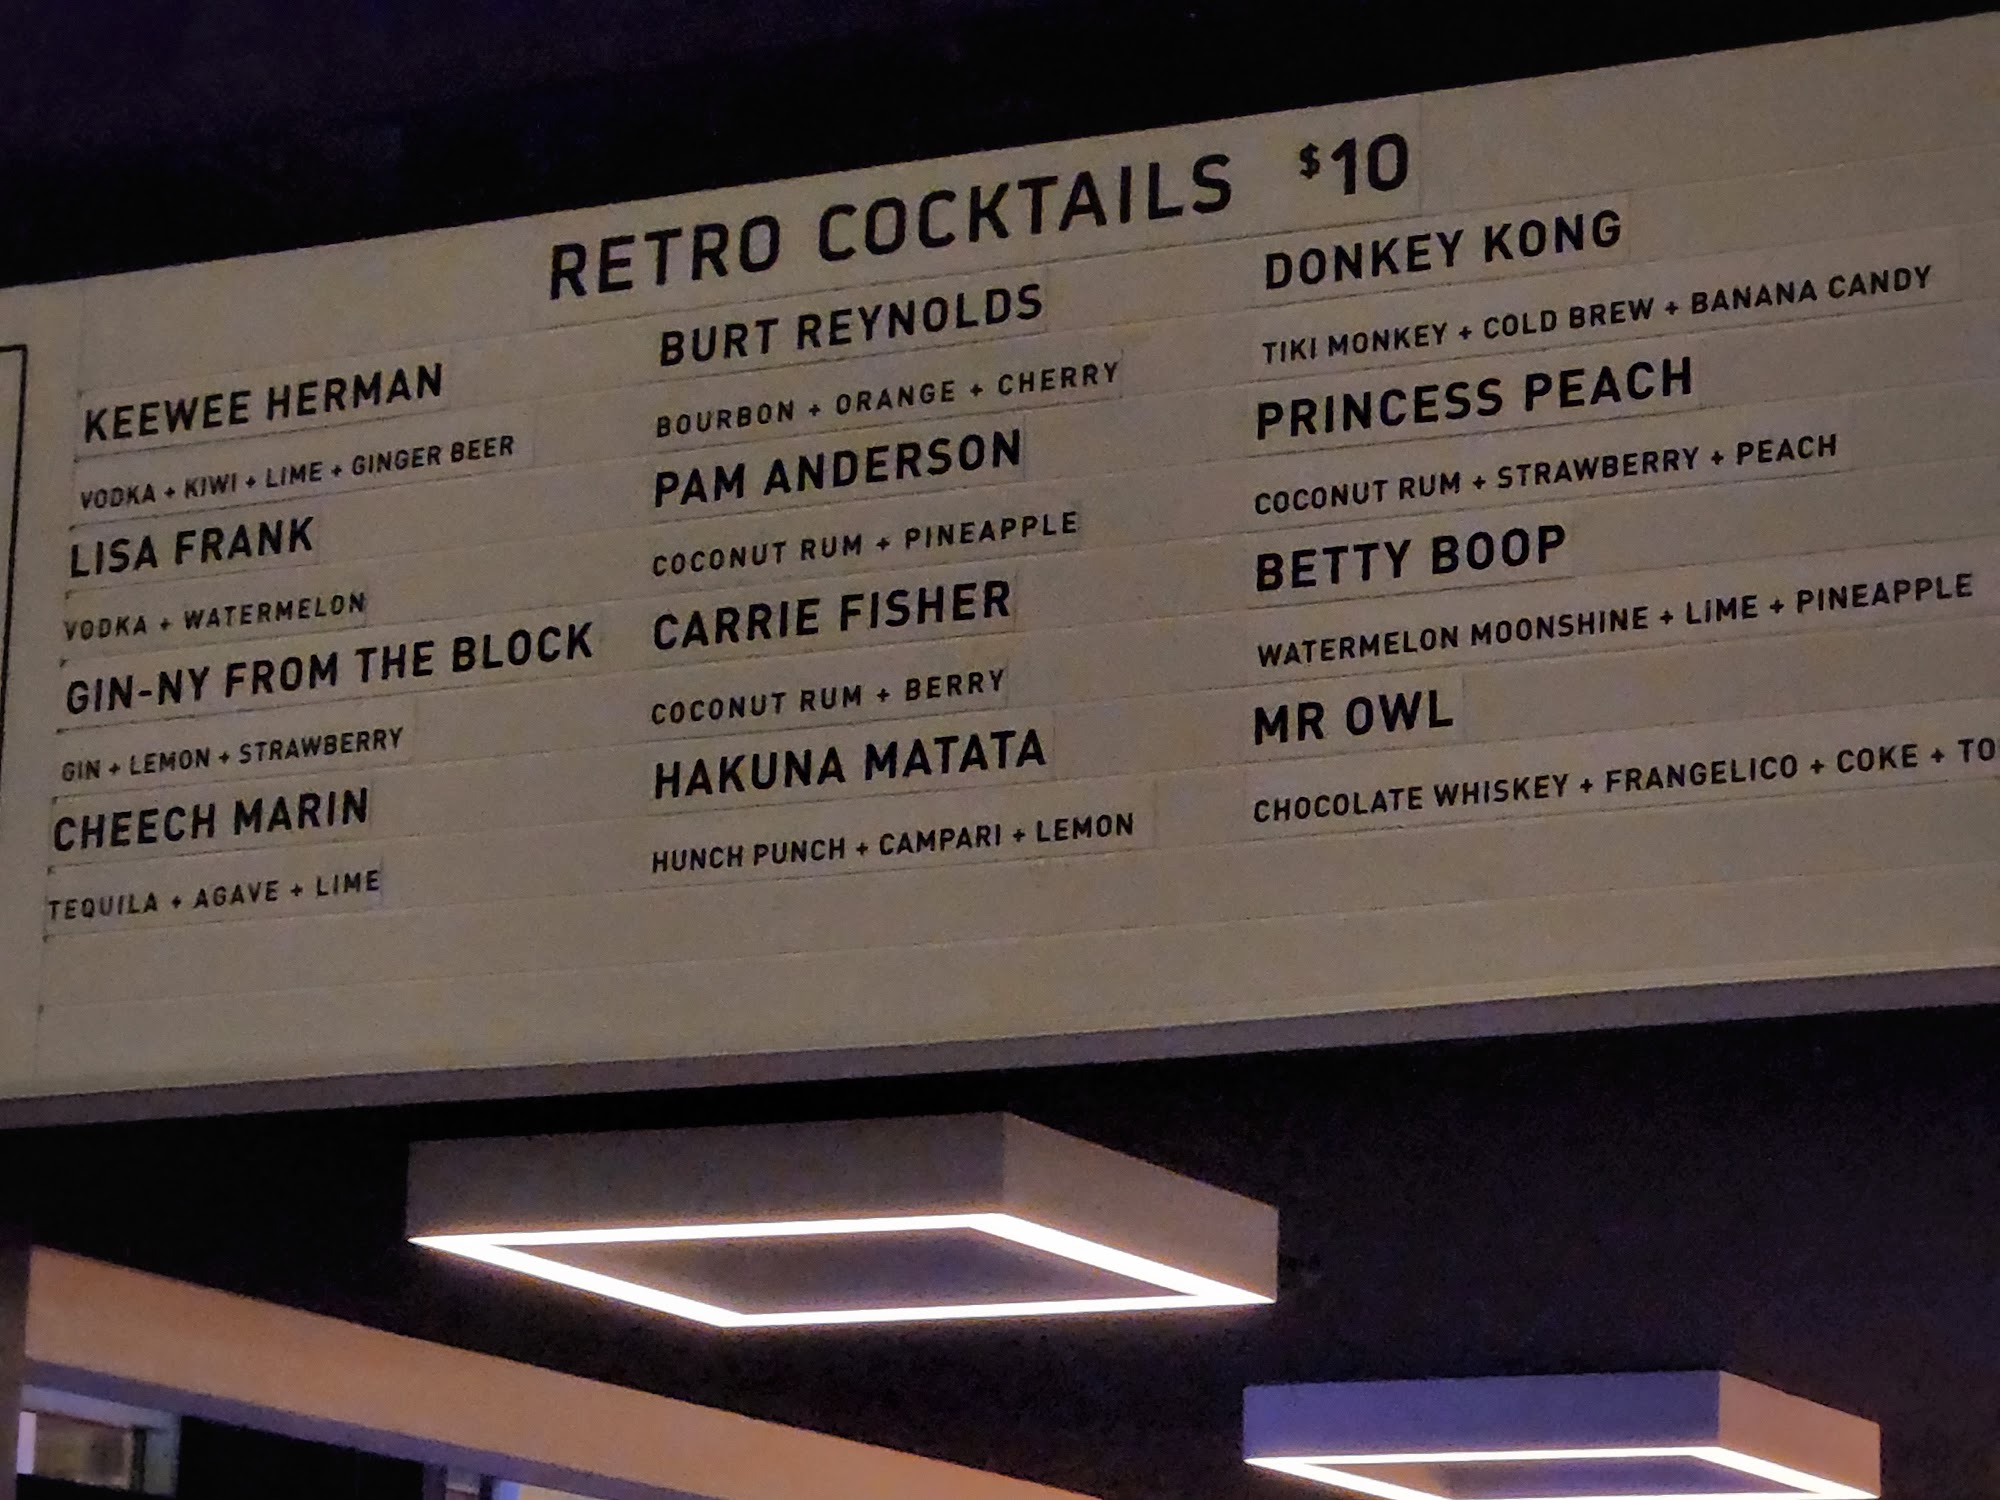 RETRO COCKTAILS $10
KEEWEE HERMAN
VODKA + KIWI + LIME + GINGER BEER
LISA FRANK
VODKA + WATERMELON
GIN-NY FROM THE BLOCK
GIN + LEMON + STRAWBERRY
CHEECH MARIN
TEQUILA + AGAVE + LIME
BURT REYNOLDS
BOURBON + ORANGE + CHERRY
PAM ANDERSON
COCONUT RUM + PINEAPPLE
CARRIE FISHER
COCONUT RUM + BERRY
HAKUNA MATATA
HUNCH PUNCH + CAMPARI + LEMON
DONKEY KONG
TIKI MONKEY + COLD BREW + BANANA CANDY
PRINCESS PEACH
COCONUT RUM + STRAWBERRY + PEACH
BETTY BOOP
WATERMELON MOONSHINE + LIME + PINEAPPLE
MR OWL
CHOCOLATE WHISKEY + FRANGELICO + COKE +